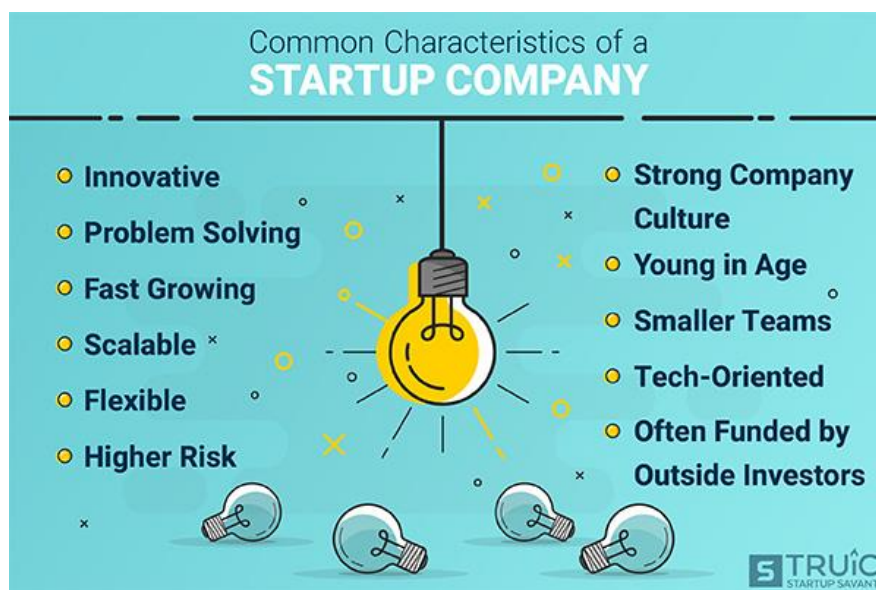 Common Characteristics of a
STARTUP COMPANY
Innovative
Problem Solving
Fast Growing
Scalable
Flexible
Higher Risk
Strong Company
Culture
Young in Age
Smaller Teams
Tech-Oriented
Often Funded by
Outside Investors
S TRUiC
STARTUP SAVANT